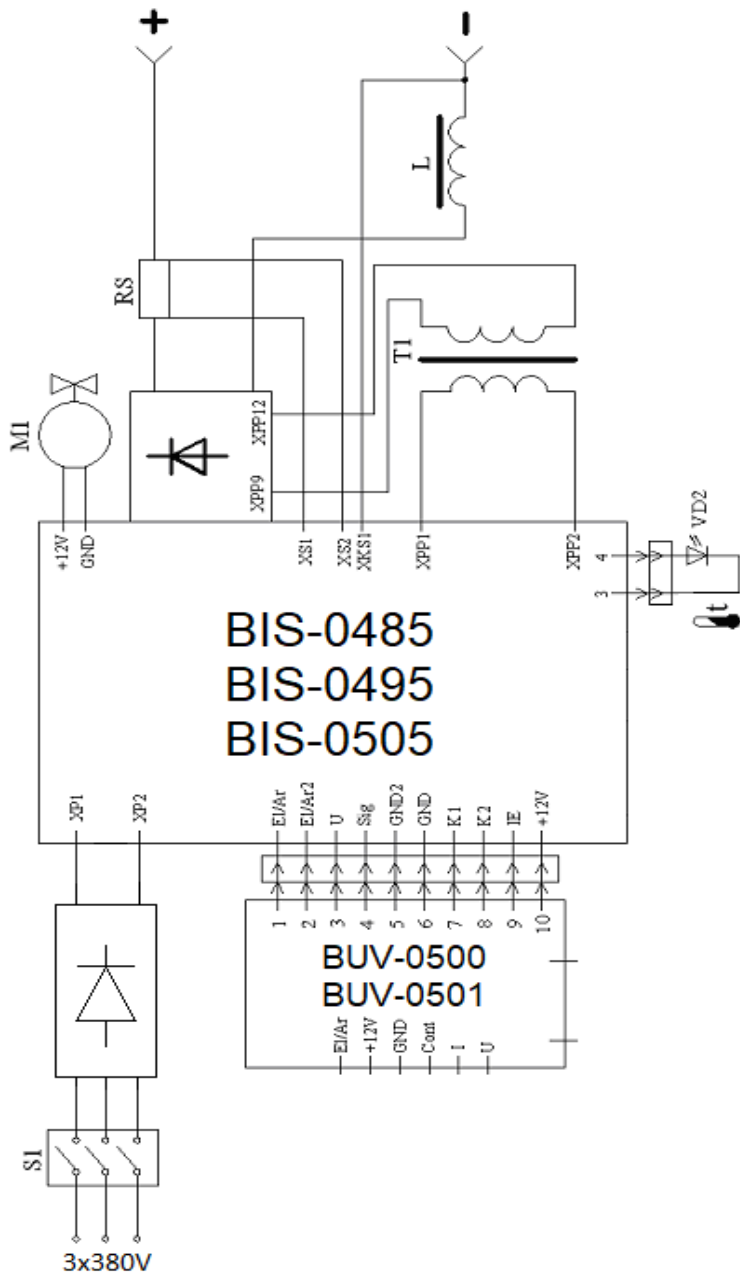 +
-
L
RS
T1
M1
XPP12
XPP9
+12V
GND
XS1
XS2
XKS1
XPP1
XPP2
4
3
VD2
t
BIS-0485
BIS-0495
BIS-0505
XP1
XP2
El/Ar
El/Ar2
U
Sig
GND2
GND
K1
K2
IE
+12V
1
2
3
4
5
6
7
8
9
10
BUV-0500
BUV-0501
El/Ar
+12V
GND
Cont
I
U
S1
3x380V